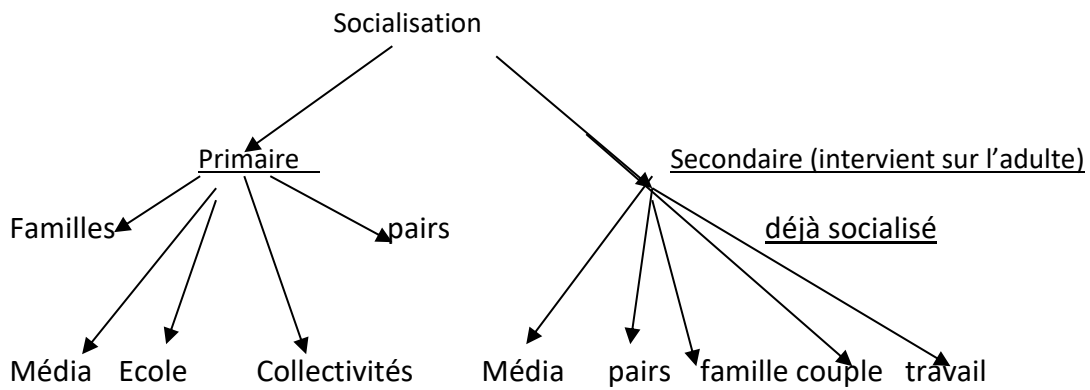 Socialisation
Primaire Secondaire (intervient sur l’adulte)
Familles pairs déjà socialisé
Média Ecole Collectivités Média pairs famille couple travail